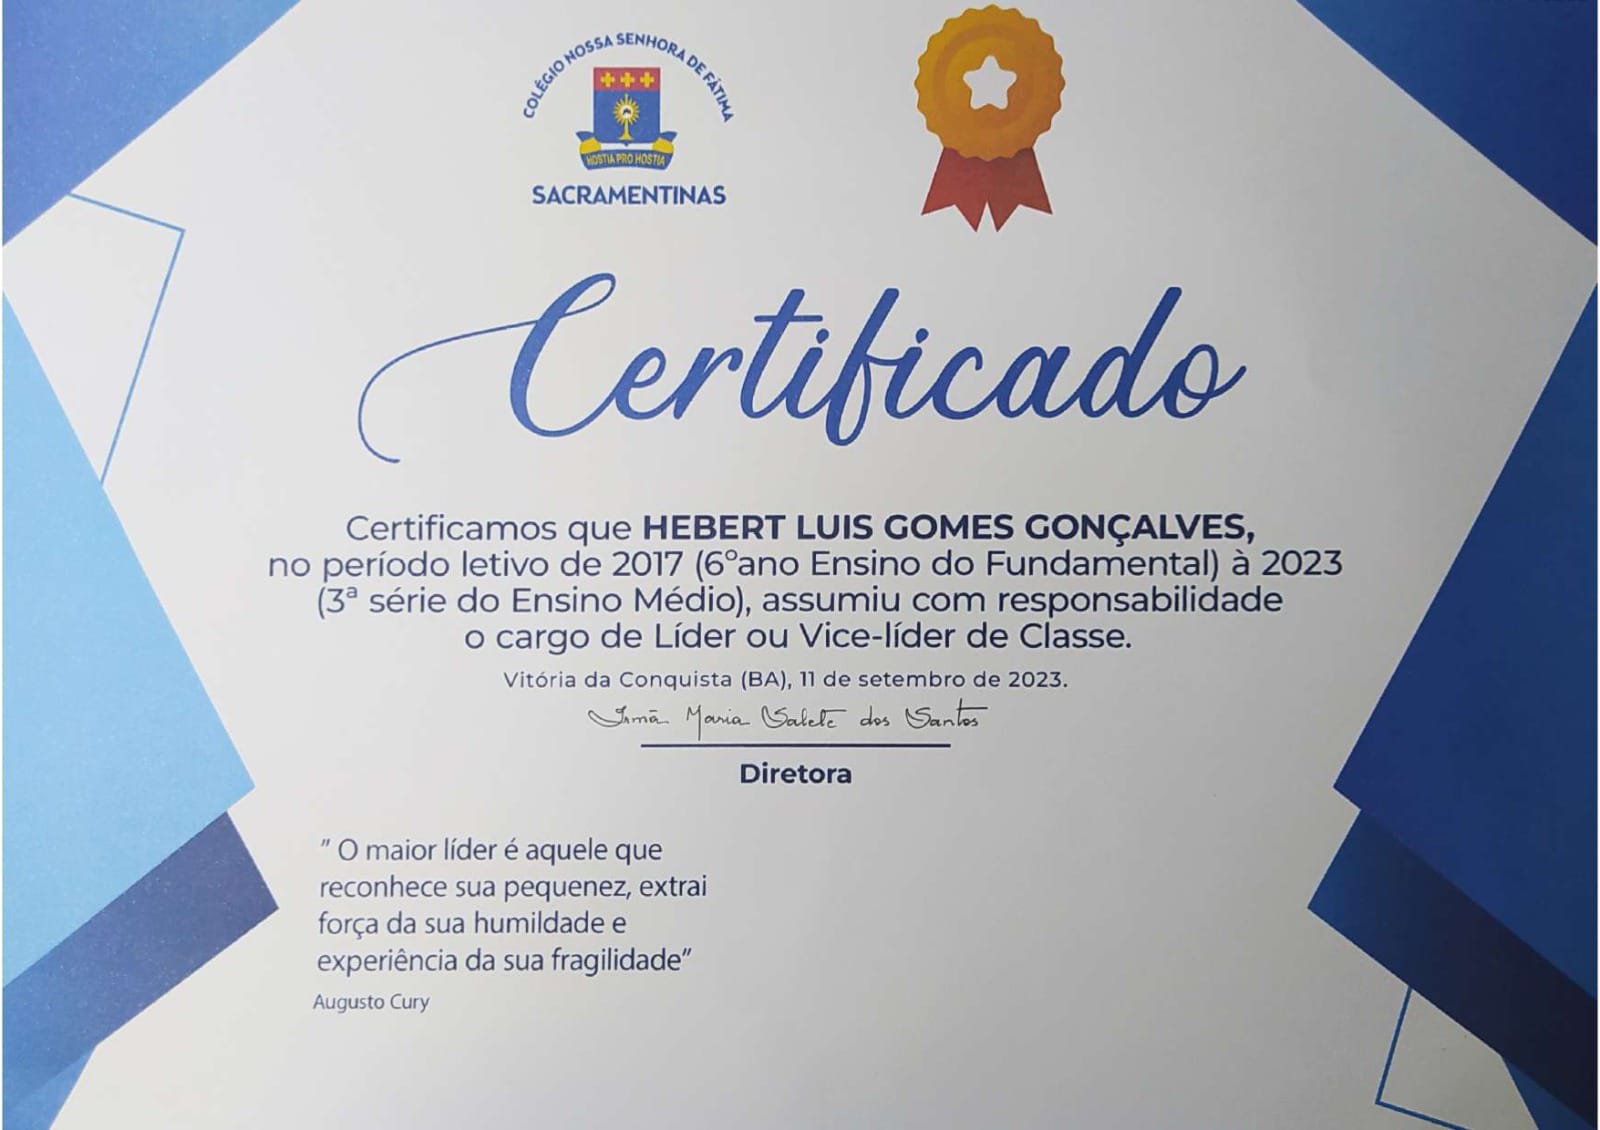 COLÉGIO NOSSA SENHORA DE FÁTIMA
HOSTIA PRO HOSTIA
SACRAMENTINAS
Certificado
Certificamos que HEBERT LUIS GOMES GONÇALVES,
no período letivo de 2017 (6ºano Ensino do Fundamental) à 2023
(3ª série do Ensino Médio), assumiu com responsabilidade
o cargo de Líder ou Vice-líder de Classe.
Vitória da Conquista (BA), 11 de setembro de 2023.
Irmã Maria Salete dos Santos
Diretora
" O maior líder é aquele que
reconhece sua pequenez, extrai
força da sua humildade e
experiência da sua fragilidade"
Augusto Cury